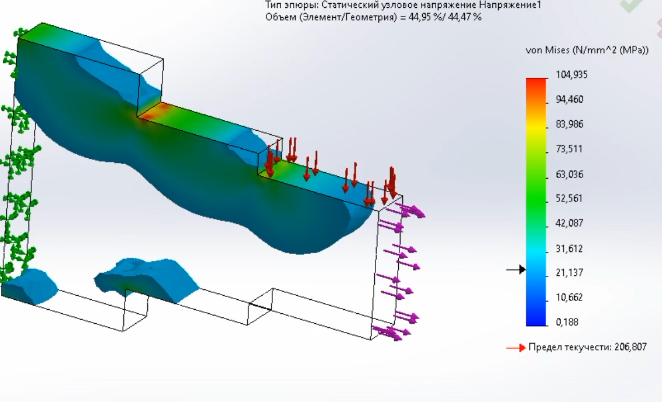 Тип эпюры: Статический узловое напряжение Напряжение1
Объем (Элемент/Геометрия) = 44,95 %/ 44,47 %
von Mises (N/mm^2 (MPa))
104,935
94,460
83,986
73,511
63,036
52,561
42,087
31,612
21,137
10,662
0,188
Предел текучести: 206,807